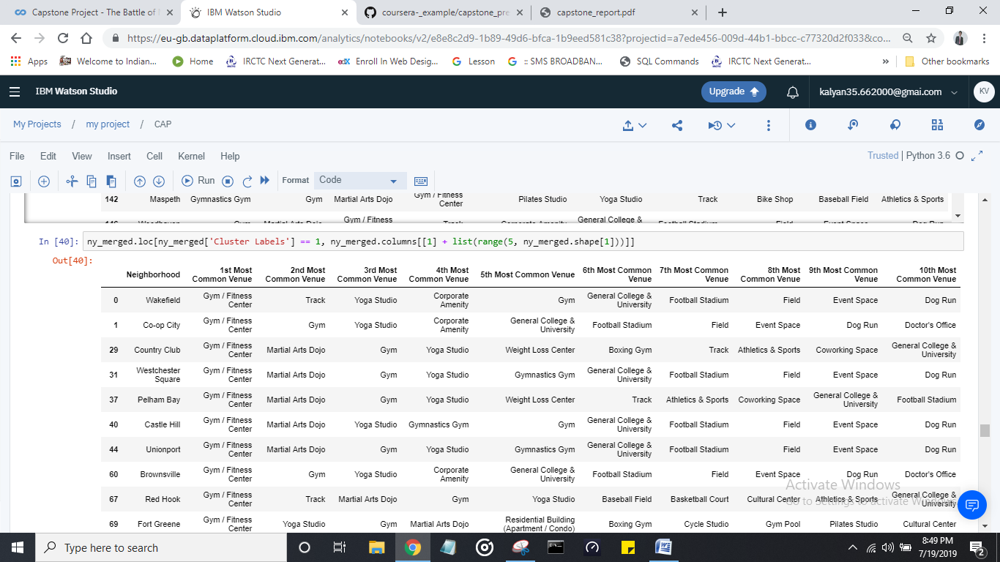 Capstone Project - The Battle of
IBM Watson Studio
coursera-_example/capstone_pre
capstone_report.pdf
https://eu-gb.dataplatform.cloud.ibm.com/analytics/notebooks/v2/e8e8c2d9-1b89-49d6-bfca-1b9eed581c38?projectid=a7ede456-009d-44b1-bbcc-c77320d2f033&co...
Apps Welcome to Indian... Home IRCTC Next Generat... edX Enroll In Web Desig... Lesson :: SMS BROADBAN... SQL Commands IRCTC Next Generat... » Other bookmarks
IBM Watson Studio
Upgrade
kalyan35.662000@gmai.com
KV
My Projects / my project / CAP
File Edit View Insert Cell Kernel Help
Trusted | Python 3.6
Run
Format
Code
142 Maspeth Gymnastics Gym Gym Martial Arts Dojo Gym / Fitness Center Pilates Studio Yoga Studio Track Bike Shop Baseball Field Athletics & Sports
146 Woodhaven Gym Martial Arts Dojo Gym / Fitness Track Corporate Amenity General College & Football Stadium Field Event Space Dog Run
In [40]: ny_merged.loc[ny_merged['Cluster Labels'] == 1, ny_merged.columns[[1] + list(range(5, ny_merged.shape[1]))]]
Out[40]:
Neighborhood 1st Most Common Venue 2nd Most Common Venue 3rd Most Common Venue 4th Most Common Venue 5th Most Common Venue 6th Most Common Venue 7th Most Common Venue 8th Most Common Venue 9th Most Common Venue 10th Most Common Venue
0 Wakefield Gym / Fitness Center Track Yoga Studio Corporate Amenity Gym General College & University Football Stadium Field Event Space Dog Run
1 Co-op City Gym / Fitness Center Gym Yoga Studio Corporate Amenity General College & University Football Stadium Field Event Space Dog Run Doctor's Office
29 Country Club Gym / Fitness Center Martial Arts Dojo Gym Yoga Studio Weight Loss Center Boxing Gym Track Athletics & Sports Coworking Space General College & University
31 Westchester Square Gym / Fitness Center Martial Arts Dojo Gym Yoga Studio Gymnastics Gym General College & University Football Stadium Field Event Space Dog Run
37 Pelham Bay Gym / Fitness Center Martial Arts Dojo Gym Yoga Studio Weight Loss Center Track Athletics & Sports Coworking Space General College & University Football Stadium
40 Castle Hill Gym / Fitness Center Martial Arts Dojo Yoga Studio Gymnastics Gym Gym General College & University Football Stadium Field Event Space Dog Run
44 Unionport Gym / Fitness Center Martial Arts Dojo Gym Yoga Studio Gymnastics Gym General College & University Football Stadium Field Event Space Dog Run
60 Brownsville Gym / Fitness Center Gym Yoga Studio Corporate Amenity General College & University Football Stadium Field Event Space Dog Run Doctor's Office
67 Red Hook Gym / Fitness Center Track Martial Arts Dojo Gym Yoga Studio Baseball Field Basketball Court Cultural Center Athletics & Sports General College & University
69 Fort Greene Gym / Fitness Center Yoga Studio Gym Martial Arts Dojo Residential Building (Apartment / Condo) Boxing Gym Cycle Studio Gym Pool Pilates Studio Cultural Center
Activate Windows
Go to Settings to activate Windows
Type here to search
8:49 PM
7/19/2019
2